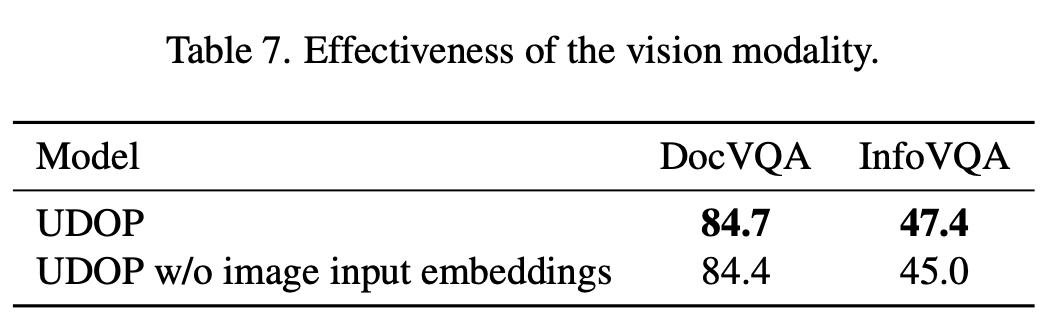 Table 7. Effectiveness of the vision modality.
Model DocVQA InfoVQA
UDOP 84.7 47.4
UDOP w/o image input embeddings 84.4 45.0